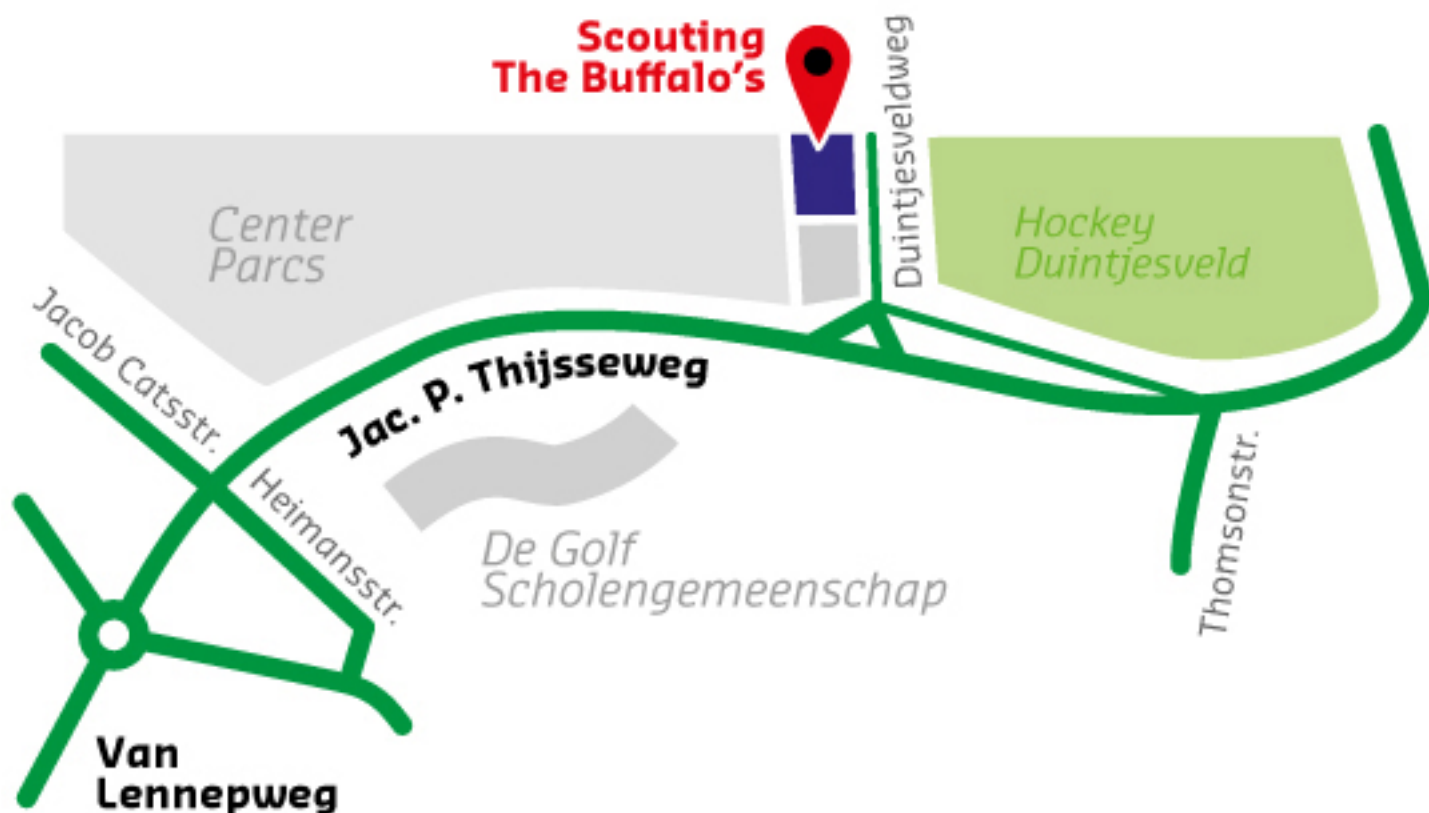 Scouting
The Buffalo's
Duintjesveldweg
Center
Parcs
Hockey
Duintjesveld
Jacob Catsstr.
Jac. P. Thijsseweg
Heimansstr.
De Golf
Scholengemeenschap
Thomsonstr.
Van
Lennepweg